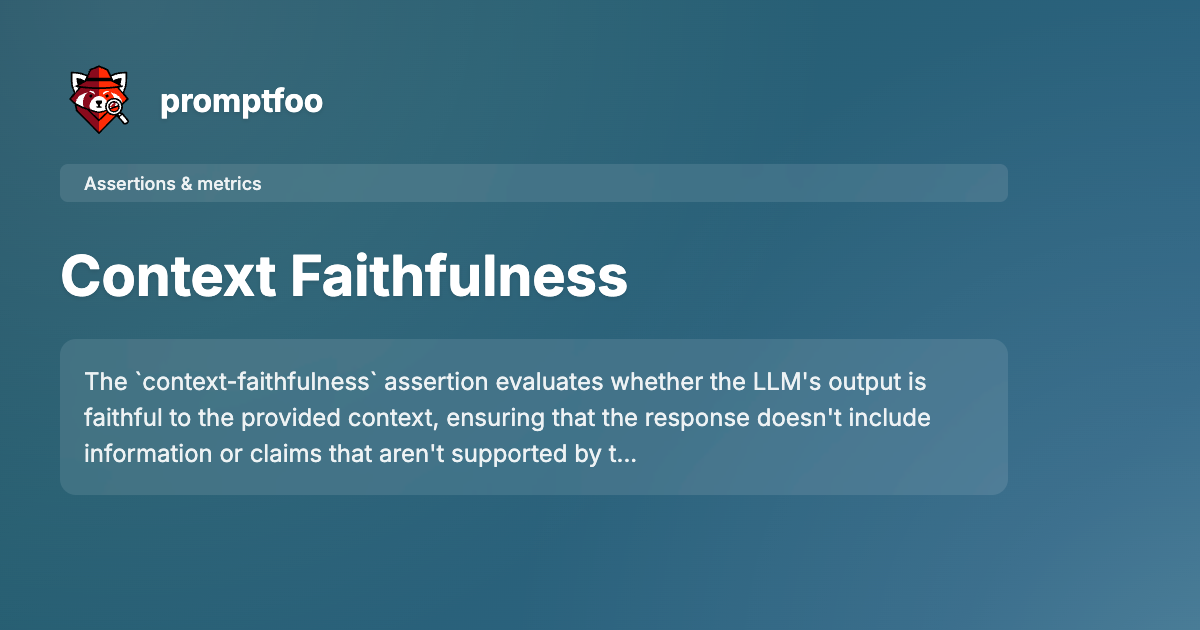 promptfoo
Assertions & metrics
Context Faithfulness
The `context-faithfulness` assertion evaluates whether the LLM's output is
faithful to the provided context, ensuring that the response doesn't include
information or claims that aren't supported by t...